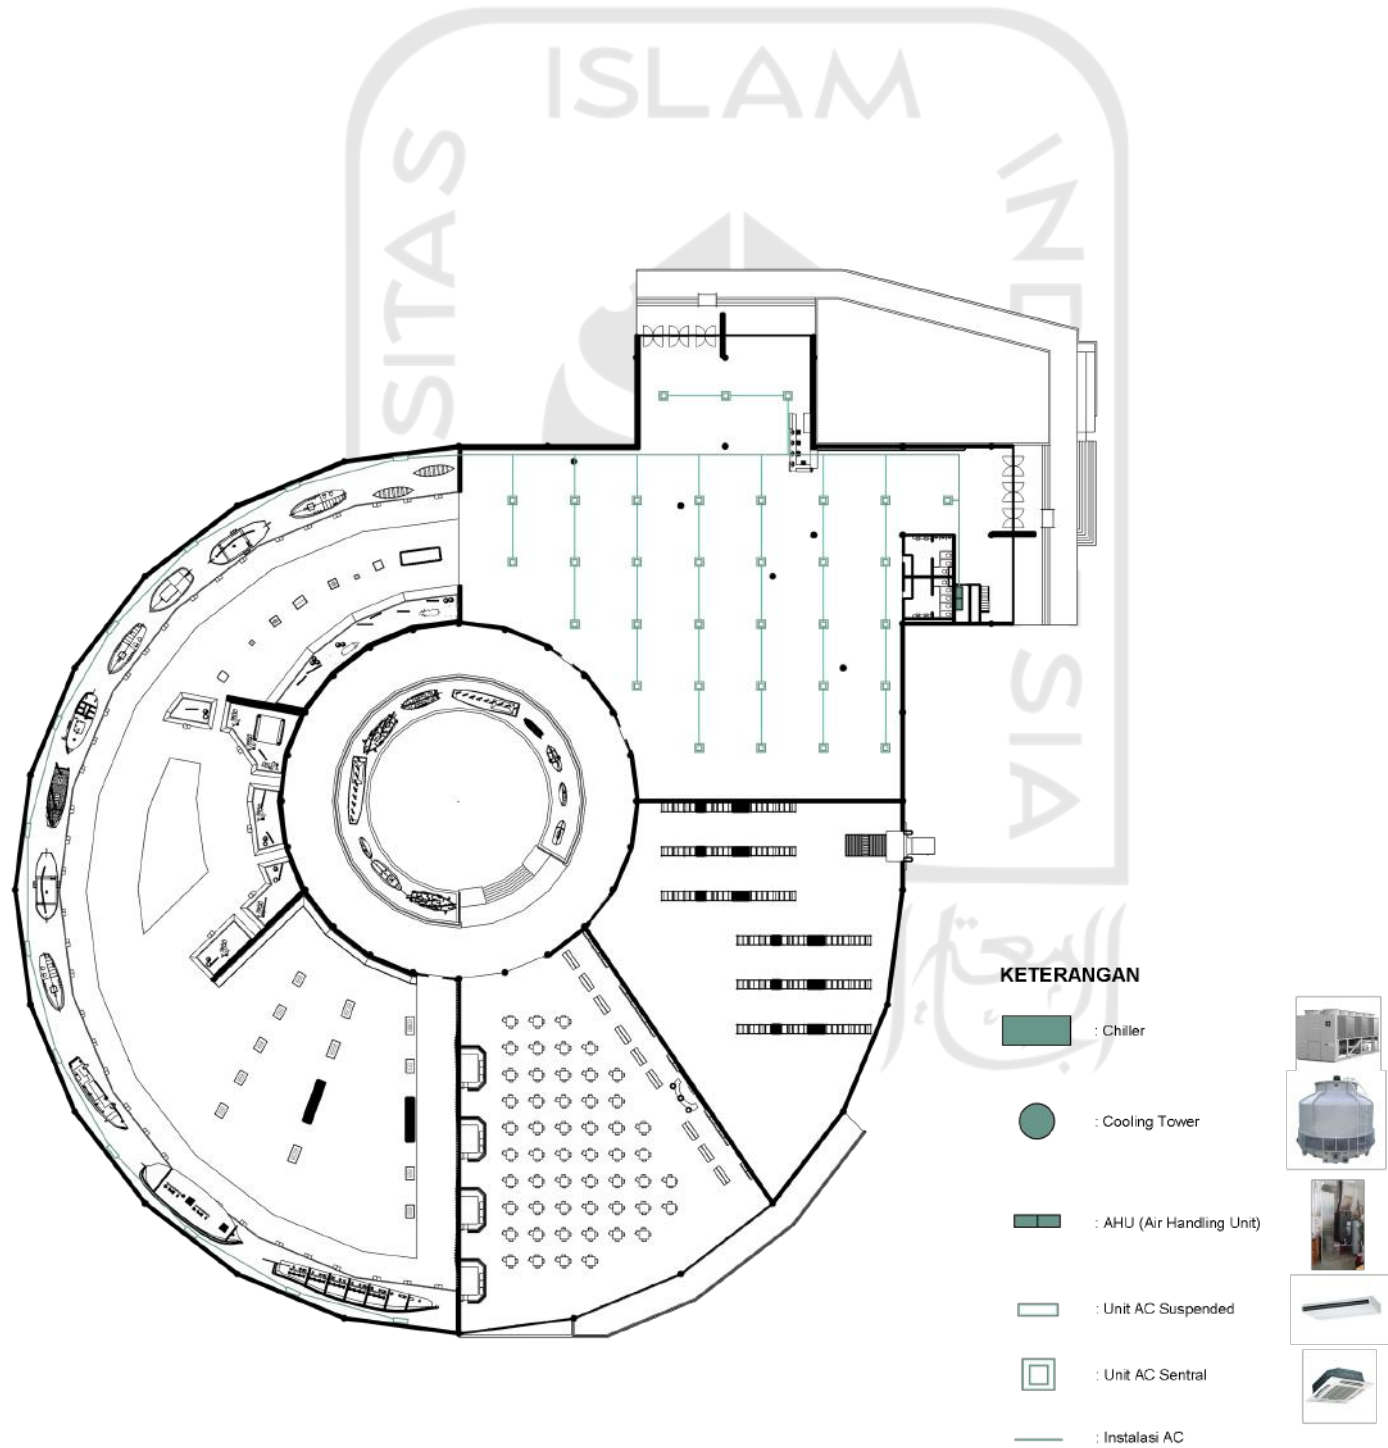 ISLAM
SITAS
IND
SIA
KETERANGAN
: Chiller
: Cooling Tower
: AHU (Air Handling Unit)
: Unit AC Suspended
: Unit AC Sentral
: Instalasi AC